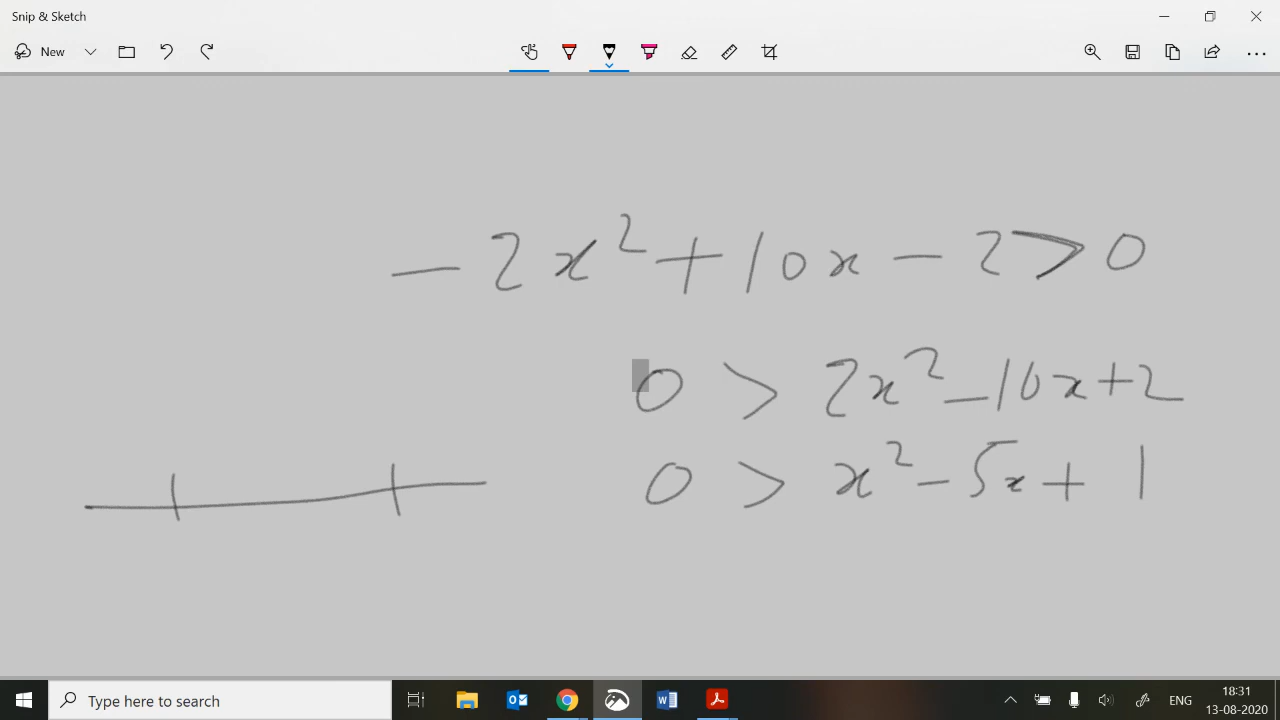 Snip & Sketch
New
-2x²+10x-2>0
0 > 2x²-10x+2
0 > x²-5x+1
Type here to search
ENG
18:31
13-08-2020